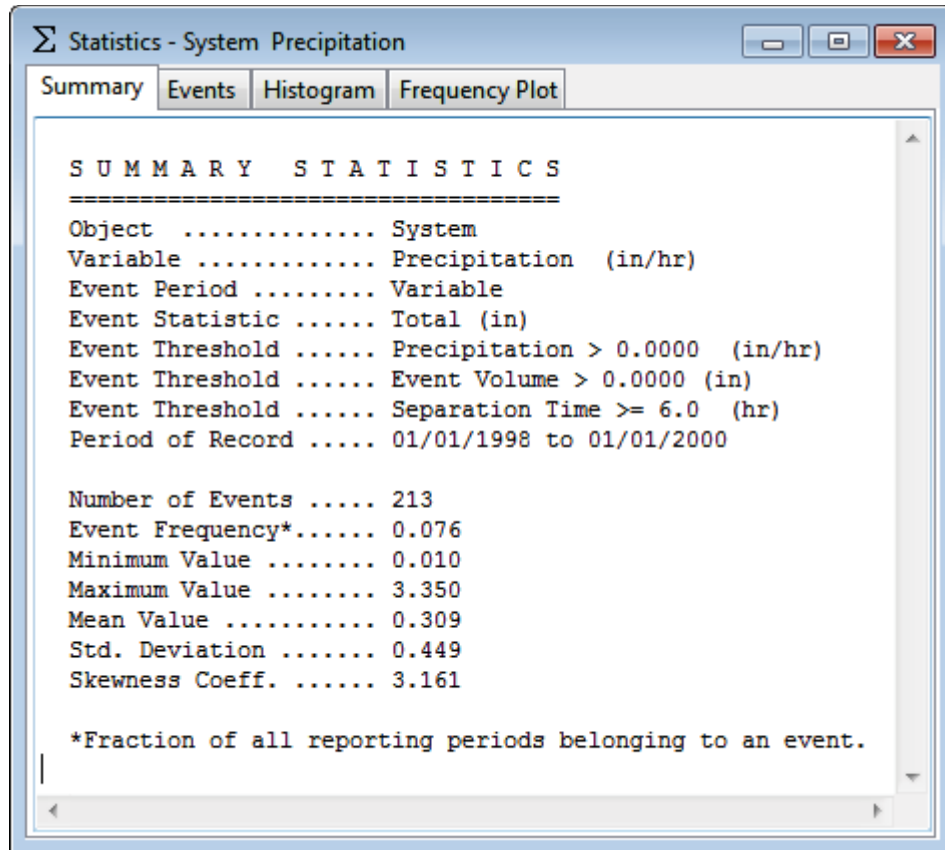 Σ Statistics - System Precipitation
Summary Events Histogram Frequency Plot
S U M M A R Y   S T A T I S T I C S
===================================
Object .............. System
Variable ............. Precipitation (in/hr)
Event Period ......... Variable
Event Statistic ...... Total (in)
Event Threshold ...... Precipitation > 0.0000 (in/hr)
Event Threshold ...... Event Volume > 0.0000 (in)
Event Threshold ...... Separation Time >= 6.0 (hr)
Period of Record ..... 01/01/1998 to 01/01/2000
Number of Events ..... 213
Event Frequency*...... 0.076
Minimum Value ........ 0.010
Maximum Value ........ 3.350
Mean Value ........... 0.309
Std. Deviation ....... 0.449
Skewness Coeff. ...... 3.161
*Fraction of all reporting periods belonging to an event.